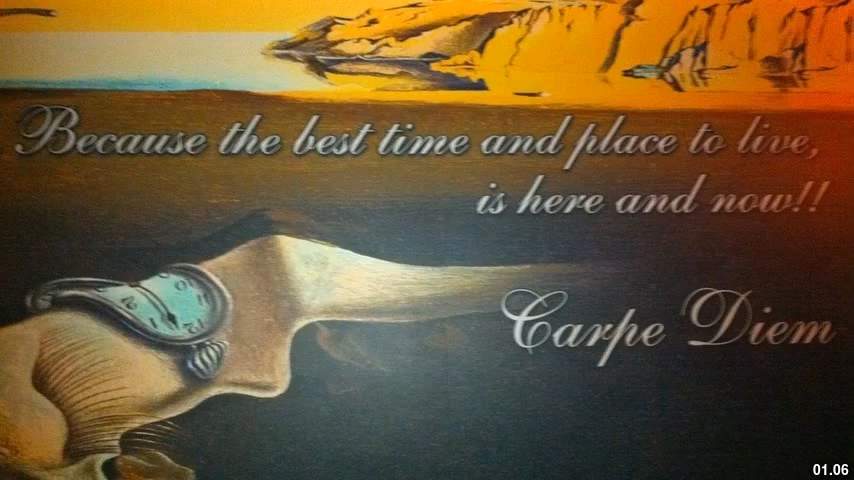 Because the best time and place to live,
is here and now!!
Carpe Diem
01.06